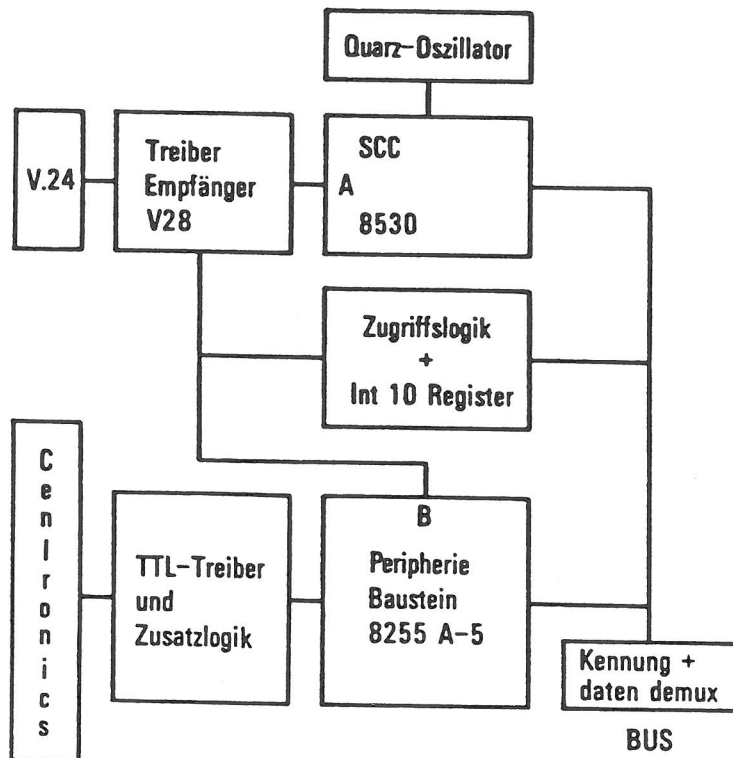 Quarz-Oszillator
V.24
Treiber
Empfänger
V28
SCC
A
8530
Zugriffslogik
+
Int 10 Register
Cenlronics
TTL-Treiber
und
Zusatzlogik
B
Peripherie
Baustein
8255 A-5
Kennung +
daten demux
BUS